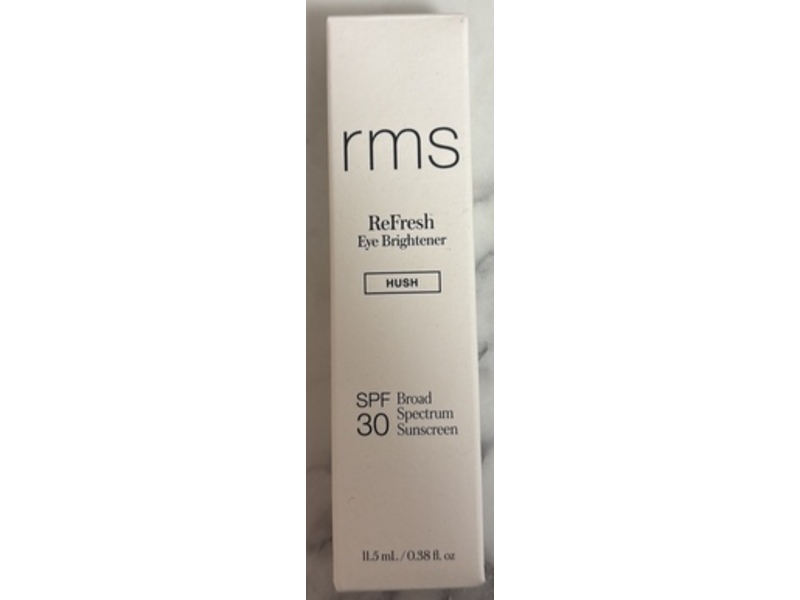 rms
ReFresh
Eye Brightener
HUSH
SPF 30
Broad
Spectrum
Sunscreen
11.5 mL / 0.38 fl. oz